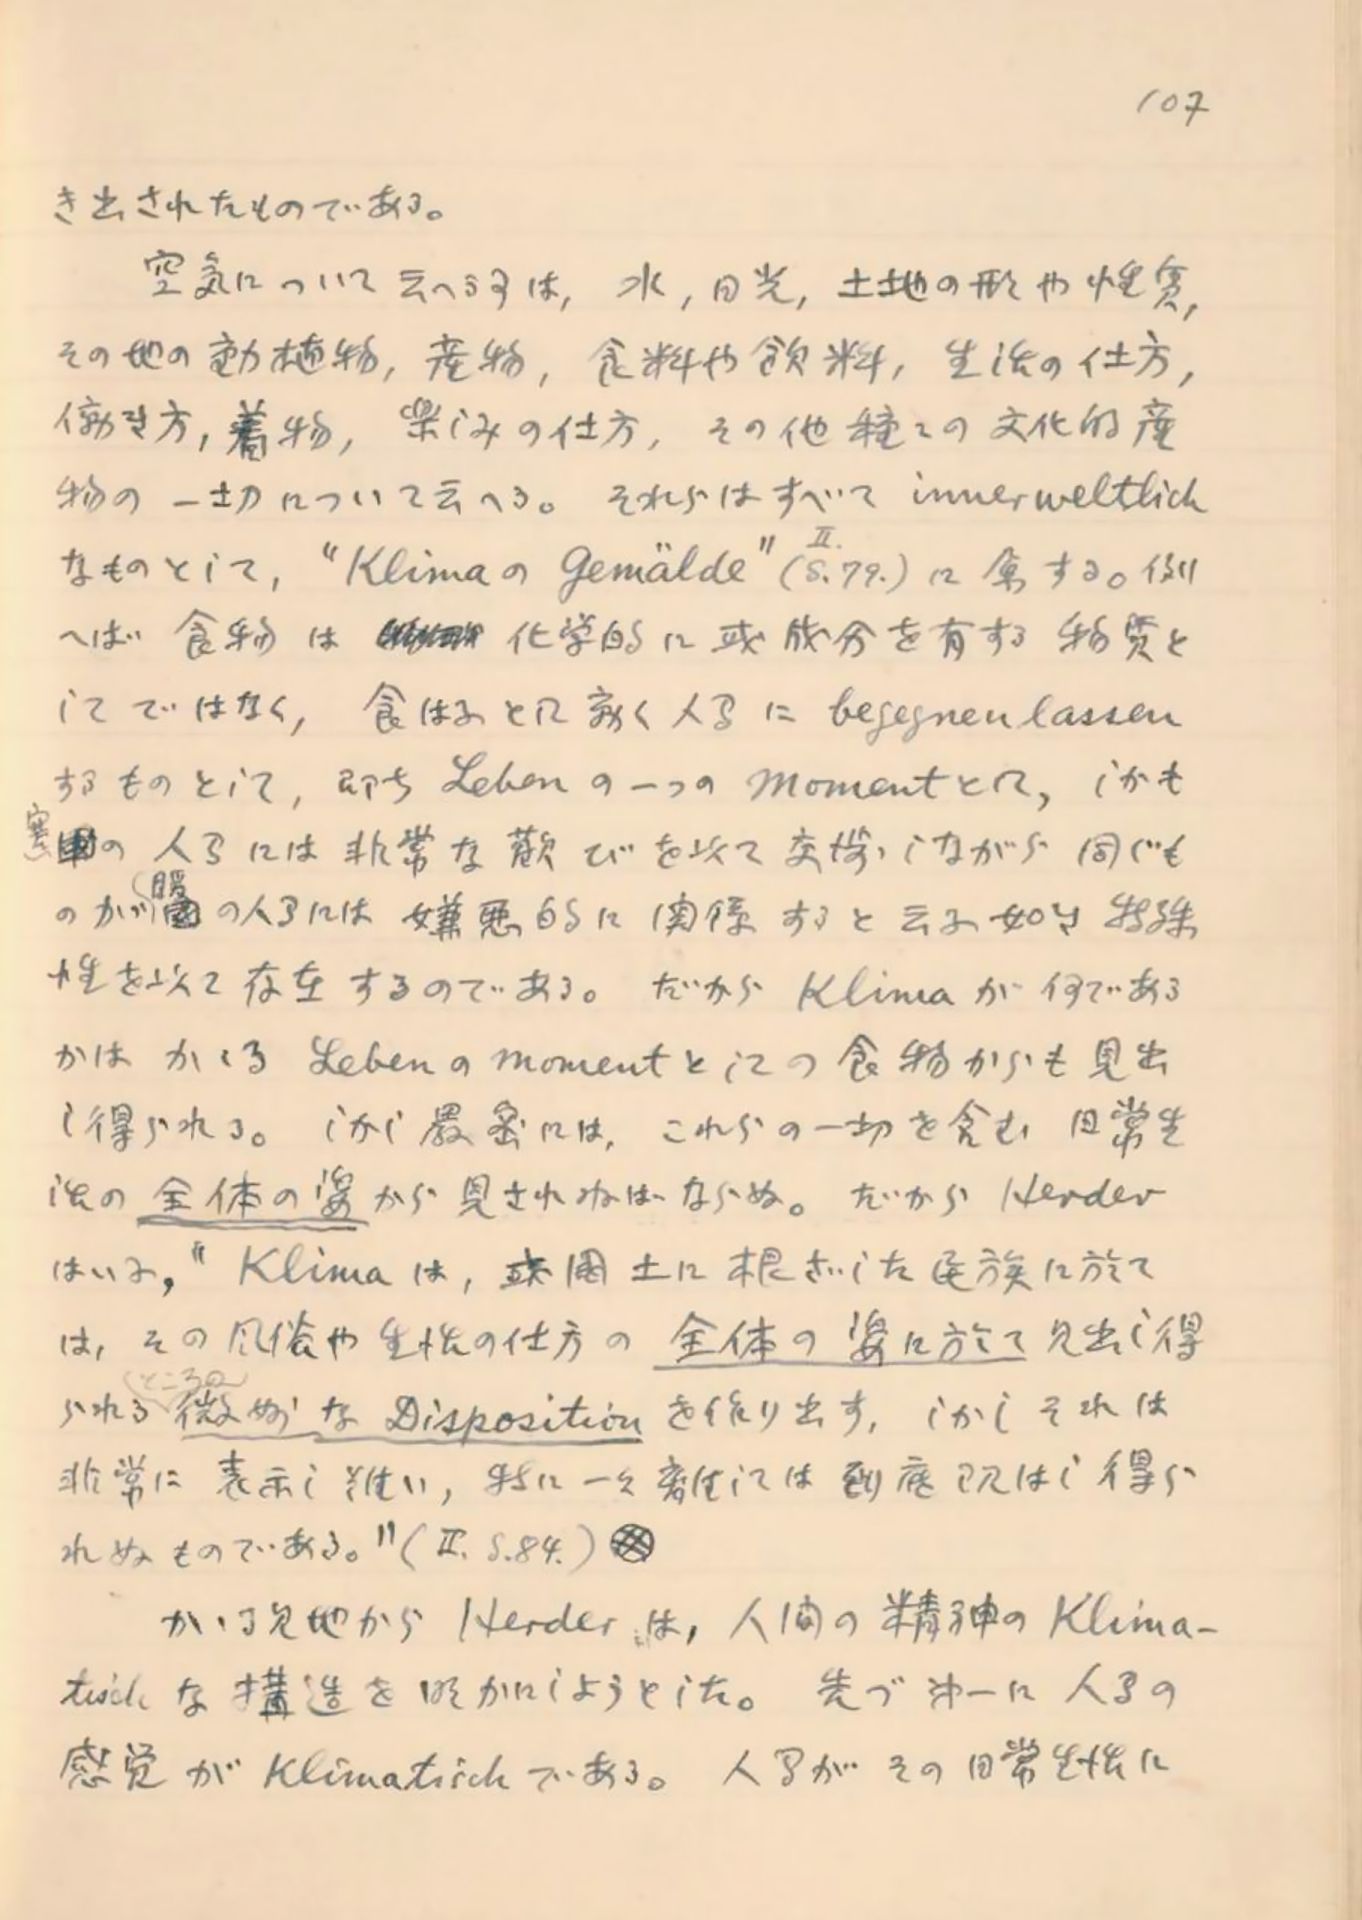 107
き出されたものである。
空気について云へる事は, 水, 日光, 土地の形や性質,
その地の動植物, 産物, 食料や飲料, 生活の仕方,
働き方, 着物, 楽しみの仕方, その他種々の文化的産
物の一切について云へる。それらはすべて innerweltlich
なものとして, “Klimaの Gemälde” (II. S.79.) に属する。例
へば 食物は 化学的に或成分を有する 物質と
してではなく, 食はふとして働く人間に begegnen lassen
するものとして, 即ち Leben の一つの Moment として, しかも
寒国の 人間には非常な歓びを以て交渉しながら 同じも
のが暖国の人間には 嫌悪的に関係すると云ふ如き 特殊
性を以て存在するのである。だから Klima が何である
かは かゝる Leben の Moment としての食物からも見出
し得られる。しかし厳密には, これらの一切を含む 日常生
活の 全体の姿から見されねばならぬ。だから Herder
はいふ, “Klima は, 或国土に根ざした民族に於て
は, その風俗や生活の仕方の 全体の姿に於て見出し得
られるところの微妙な Disposition を作り出す, しかしそれは
非常に 表示し難い, 特に一々離しては到底現はし得ら
れぬものである。” (II. S.84.)
かゝる見地から Herder は, 人間の精神の Klima-
tisch な構造を明かにしようとした。先づ第一に人間の
感覚が Klimatisch である。人間が その日常生活に